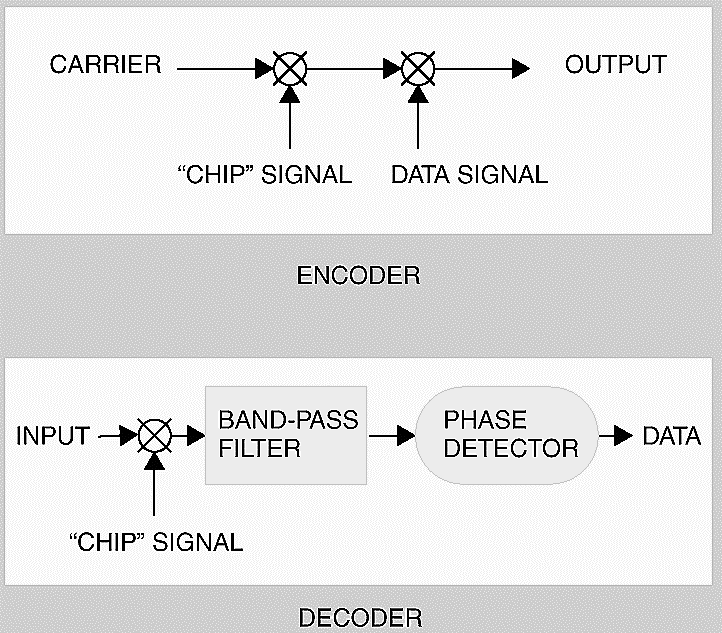 CARRIER
OUTPUT
“CHIP” SIGNAL
DATA SIGNAL
ENCODER
INPUT
BAND-PASS
FILTER
PHASE
DETECTOR
DATA
“CHIP” SIGNAL
DECODER